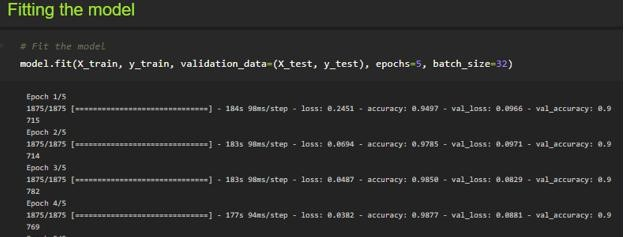 Fitting the model
# Fit the model
model.fit(X_train, y_train, validation_data=(X_test, y_test), epochs=5, batch_size=32)
Epoch 1/5
1875/1875 [==============================] - 184s 98ms/step - loss: 0.2451 - accuracy: 0.9497 - val_loss: 0.0966 - val_accuracy: 0.9
715
Epoch 2/5
1875/1875 [==============================] - 183s 98ms/step - loss: 0.0694 - accuracy: 0.9785 - val_loss: 0.0971 - val_accuracy: 0.9
714
Epoch 3/5
1875/1875 [==============================] - 183s 98ms/step - loss: 0.0487 - accuracy: 0.9850 - val_loss: 0.0829 - val_accuracy: 0.9
782
Epoch 4/5
1875/1875 [==============================] - 177s 94ms/step - loss: 0.0382 - accuracy: 0.9877 - val_loss: 0.0881 - val_accuracy: 0.9
769